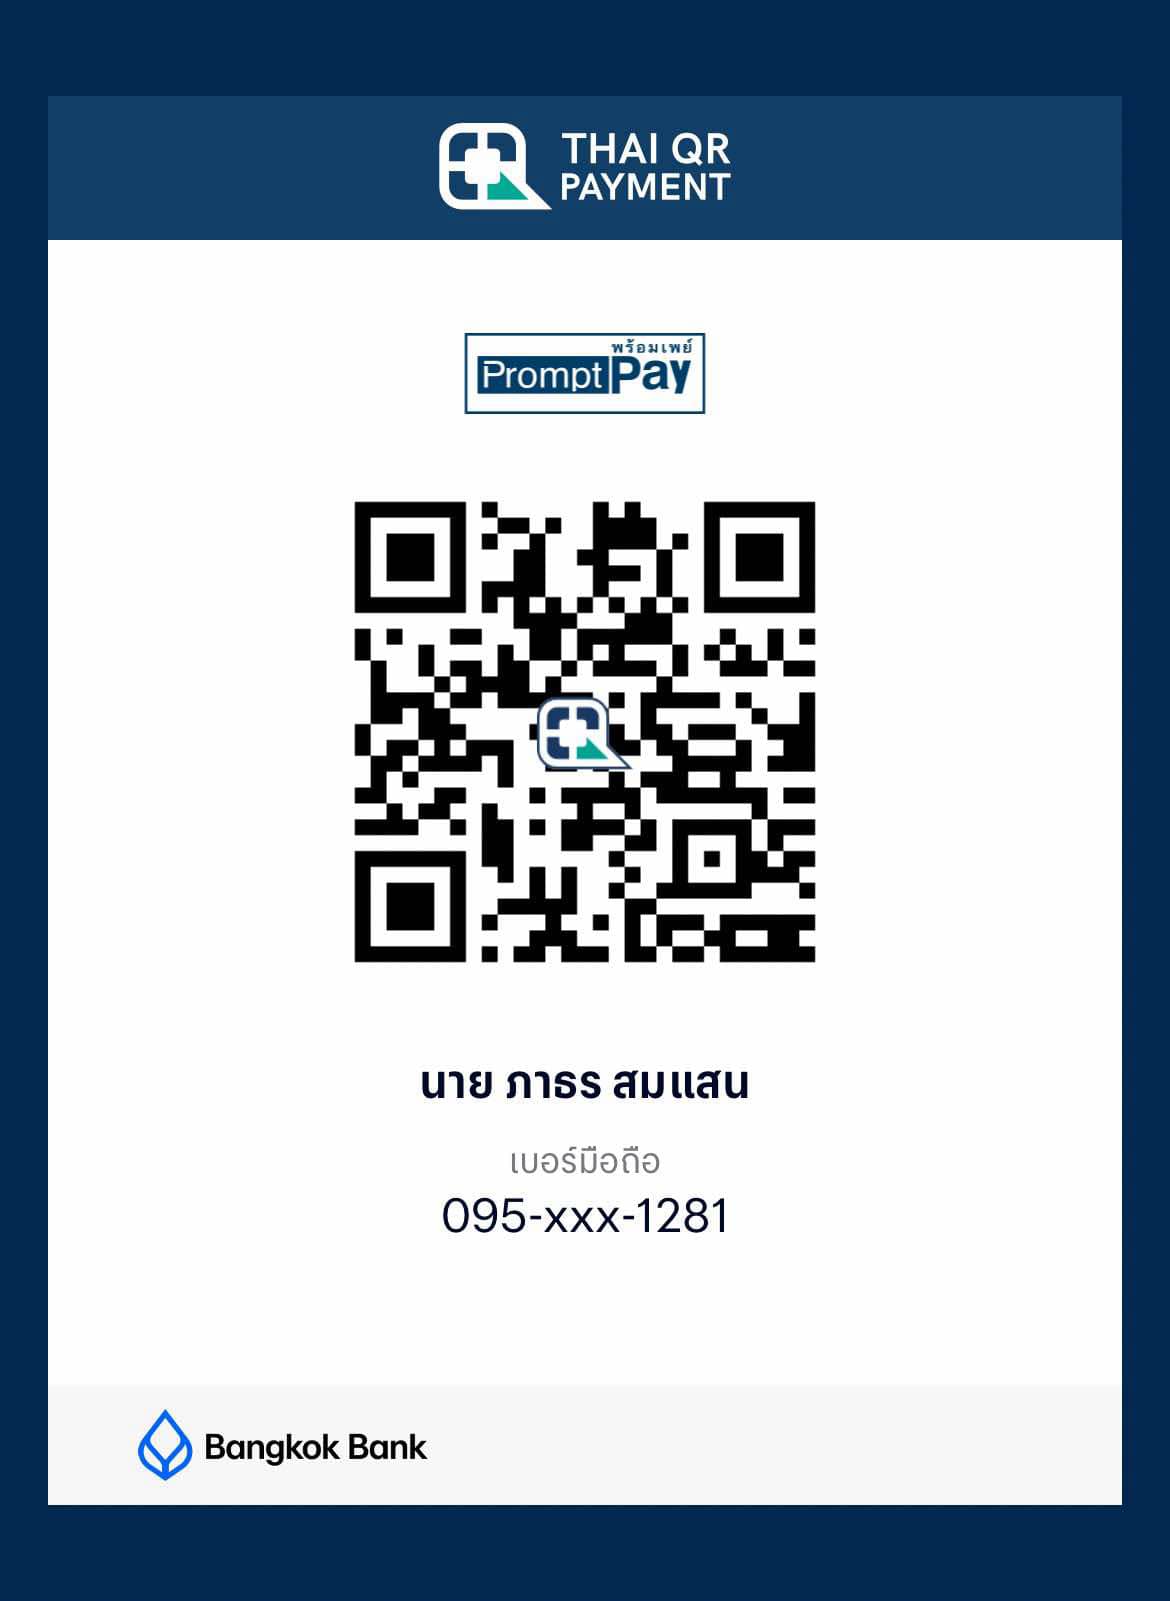 THAI QR
PAYMENT
พร้อมเพย์
PromptPay
นาย ภาธร สมแสน
เบอร์มือถือ
095-xxx-1281
Bangkok Bank